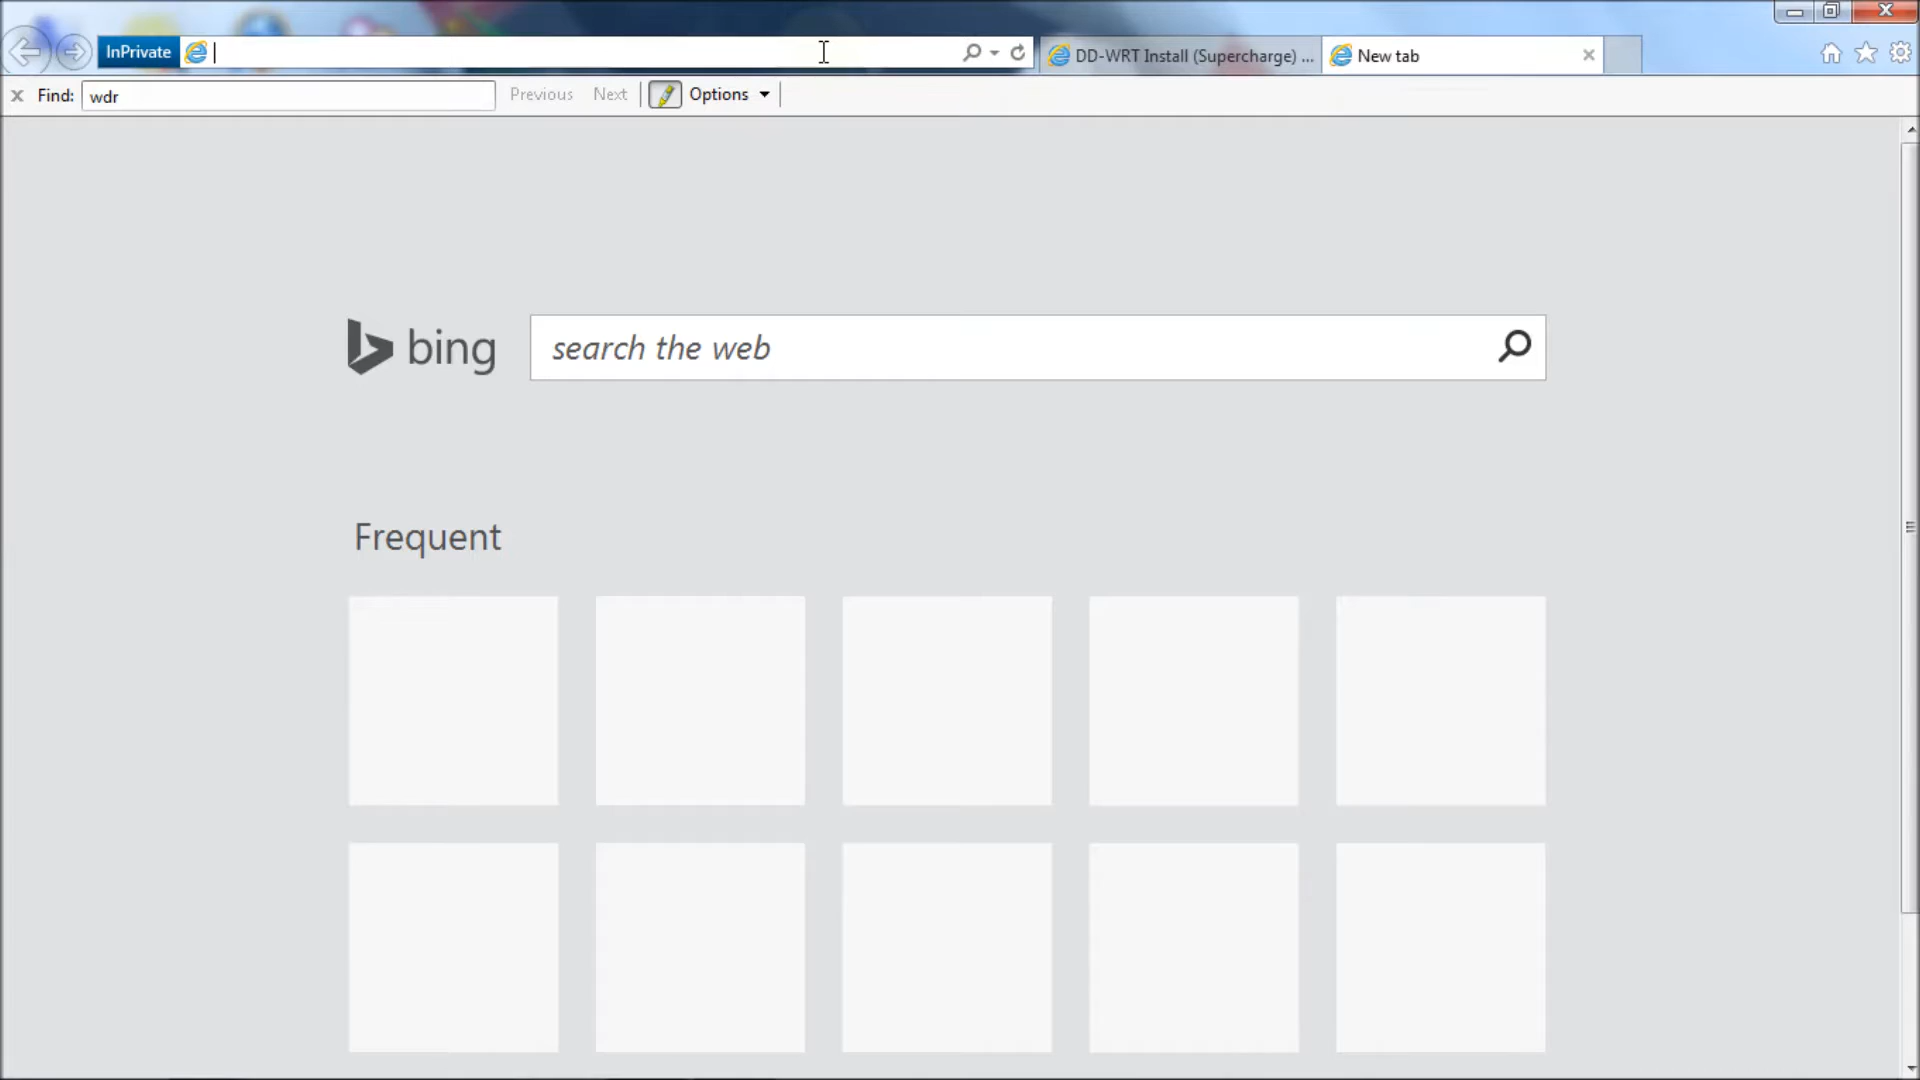 InPrivate
DD-WRT Install (Supercharge) ...
New tab
Find: wdr
Previous
Next
Options
bing
search the web
Frequent